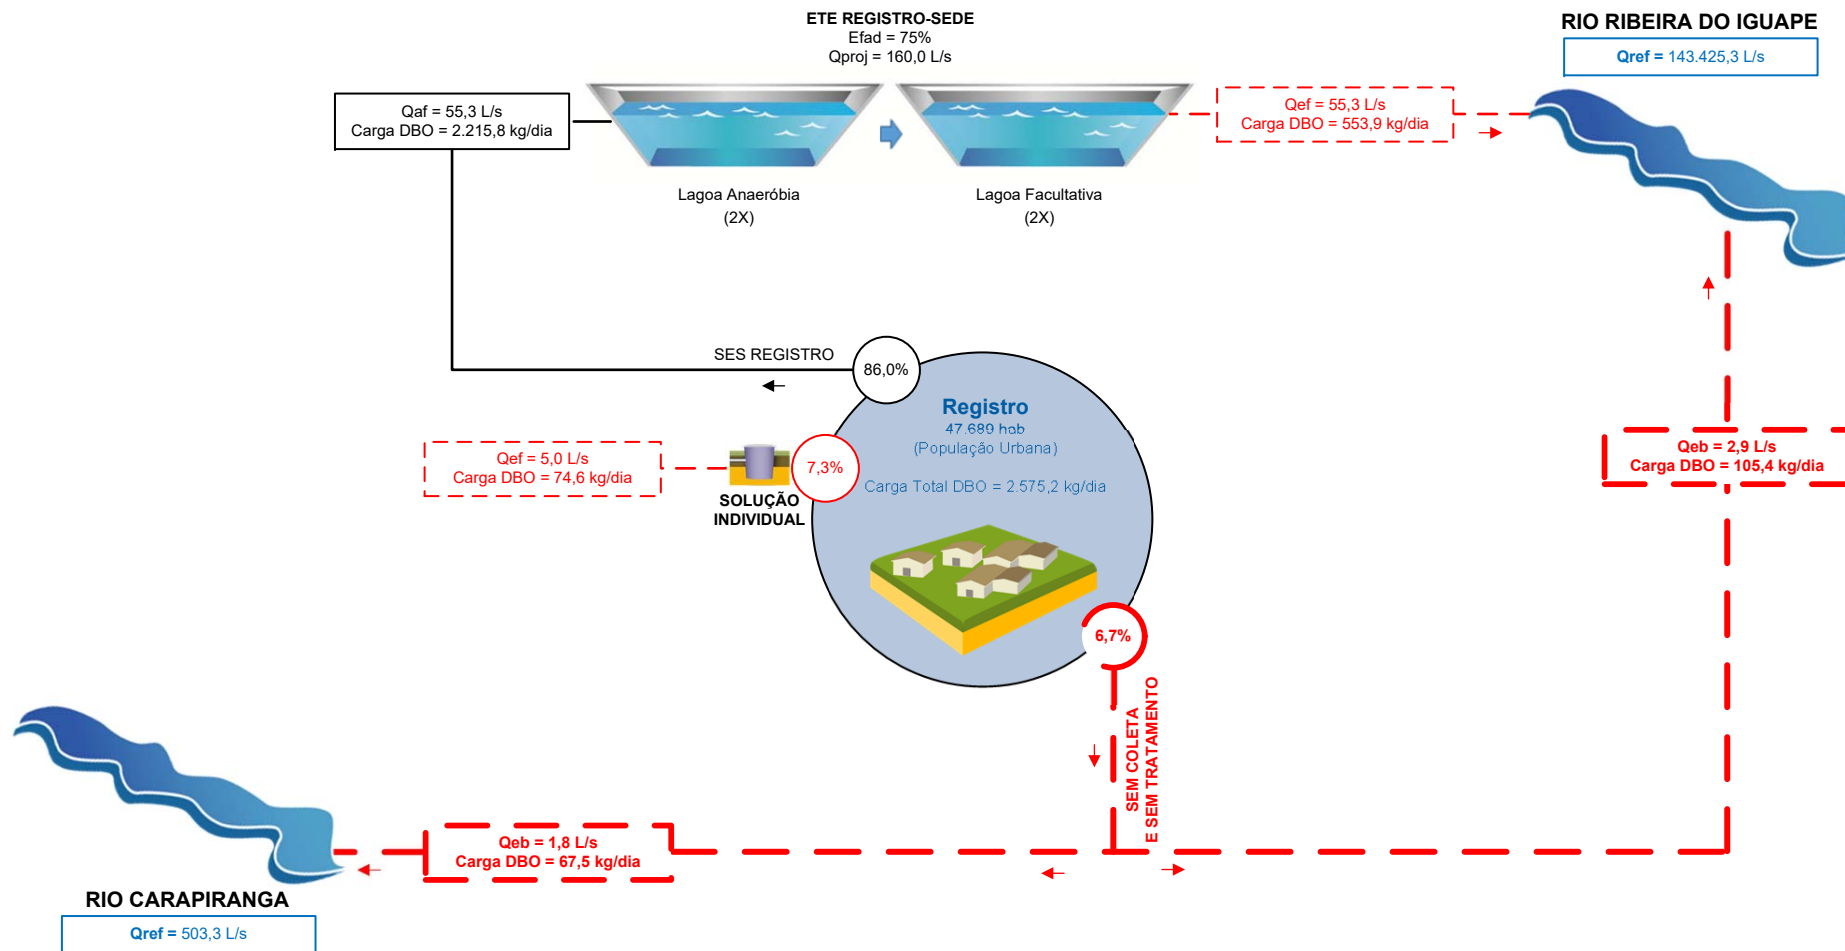 ETE REGISTRO-SEDE
Efad = 75%
Qproj = 160,0 L/s
RIO RIBEIRA DO IGUAPE
Qref = 143.425,3 L/s
Qaf = 55,3 L/s
Carga DBO = 2.215,8 kg/dia
Qef = 55,3 L/s
Carga DBO = 553,9 kg/dia
Lagoa Anaeróbia
(2X)
Lagoa Facultativa
(2X)
SES REGISTRO
86,0%
Registro
47.689 hab
(População Urbana)
Carga Total DBO = 2.575,2 kg/dia
Qef = 5,0 L/s
Carga DBO = 74,6 kg/dia
7,3%
SOLUÇÃO
INDIVIDUAL
Qeb = 2,9 L/s
Carga DBO = 105,4 kg/dia
6,7%
SEM COLETA
E SEM TRATAMENTO
Qeb = 1,8 L/s
Carga DBO = 67,5 kg/dia
RIO CARAPIRANGA
Qref = 503,3 L/s